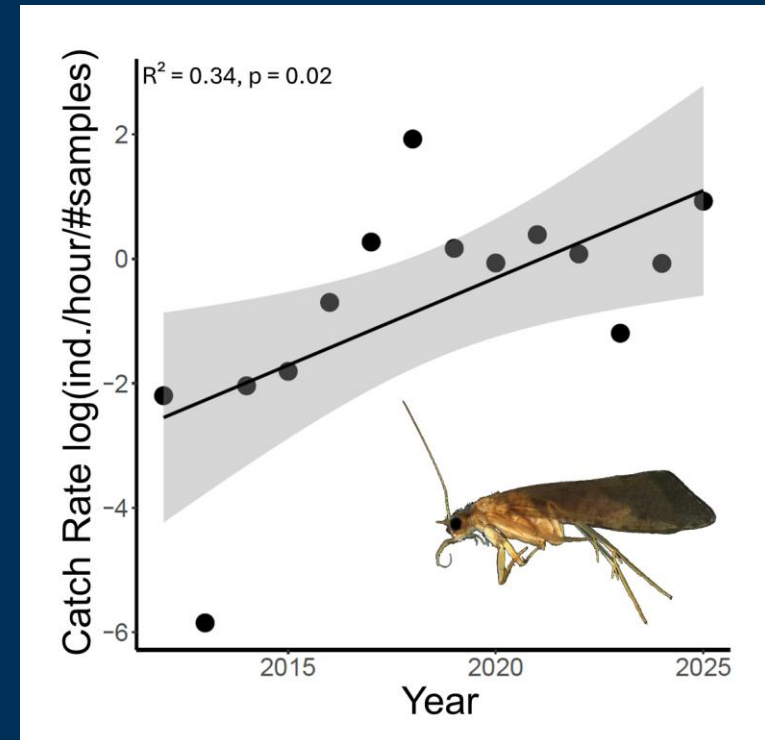 R² = 0.34, p = 0.02
Catch Rate log(ind./hour/#samples)
2
0
−2
−4
−6
2015
2020
2025
Year